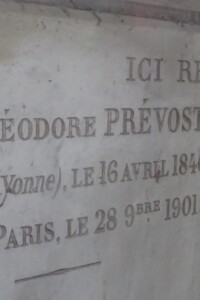 ICI RE
ÉODORE PRÉVOST
yonne), LE 16 AVRIL 184
PARIS, LE 28 9BRE 1901